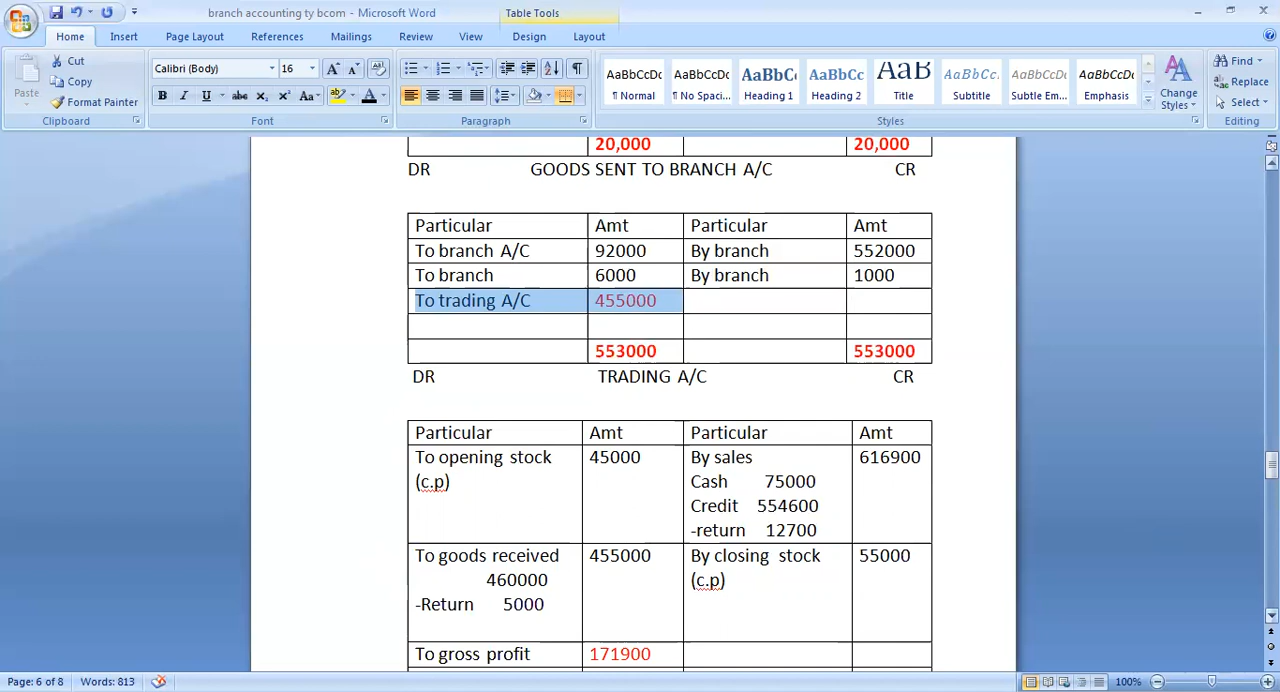 branch accounting ty bcom - Microsoft Word
Table Tools
Home Insert Page Layout References Mailings Review View Design Layout
Paste
Cut
Copy
Format Painter
Clipboard
Calibri (Body) 16
Font
Paragraph
AaBbCcDc AaBbCcDc AaBbCc AaBbCc AaB AaBbCc. AaBbCcDc AaBbCcDc
¶ Normal ¶ No Spaci... Heading 1 Heading 2 Title Subtitle Subtle Em... Emphasis
Change Styles
Styles
Find
Replace
Select
Editing
20,000 20,000
DR GOODS SENT TO BRANCH A/C CR
Particular Amt Particular Amt
To branch A/C 92000 By branch 552000
To branch 6000 By branch 1000
To trading A/C 455000
553000 553000
DR TRADING A/C CR
Particular Amt Particular Amt
To opening stock 45000 By sales 616900
(c.p) Cash 75000
Credit 554600
-return 12700
To goods received 455000 By closing stock 55000
460000 (c.p)
-Return 5000
To gross profit 171900
Page: 6 of 8 Words: 813 100%